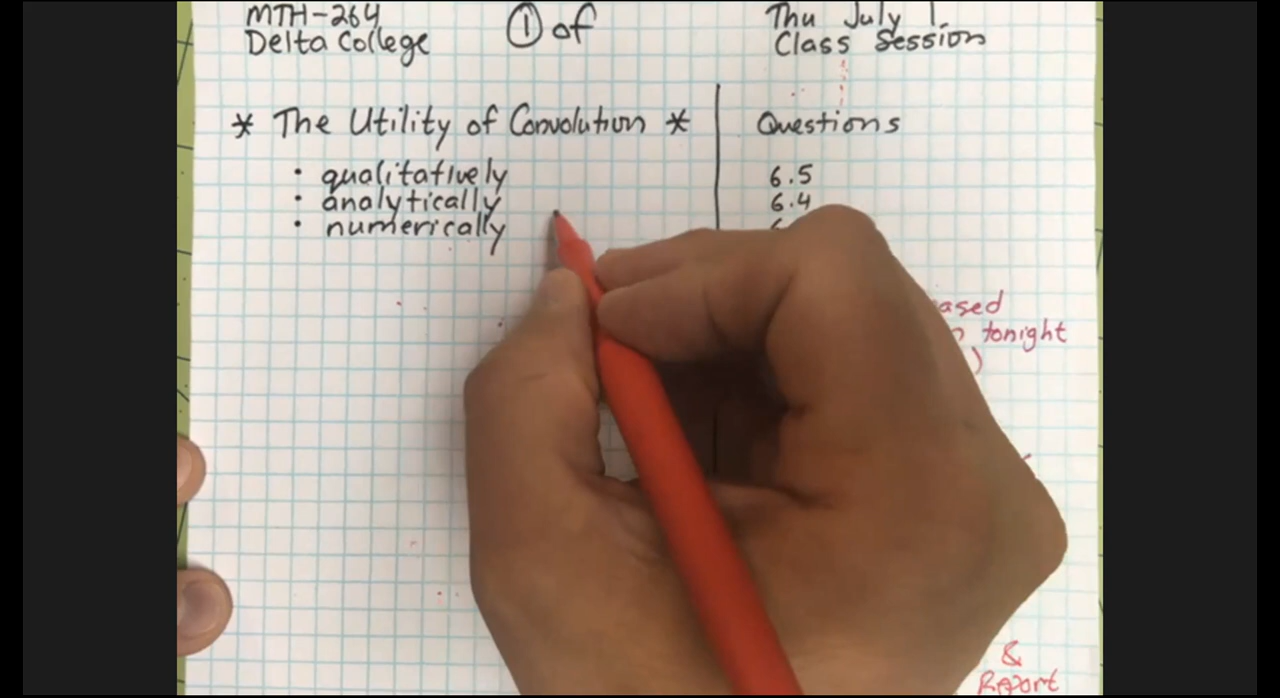 MTH-264
Delta College
① of
Thu July 1
Class Session
* The Utility of Convolution *
• qualitatively
• analytically
• numerically
Questions
6.5
6.4
tonight
)
&
Report